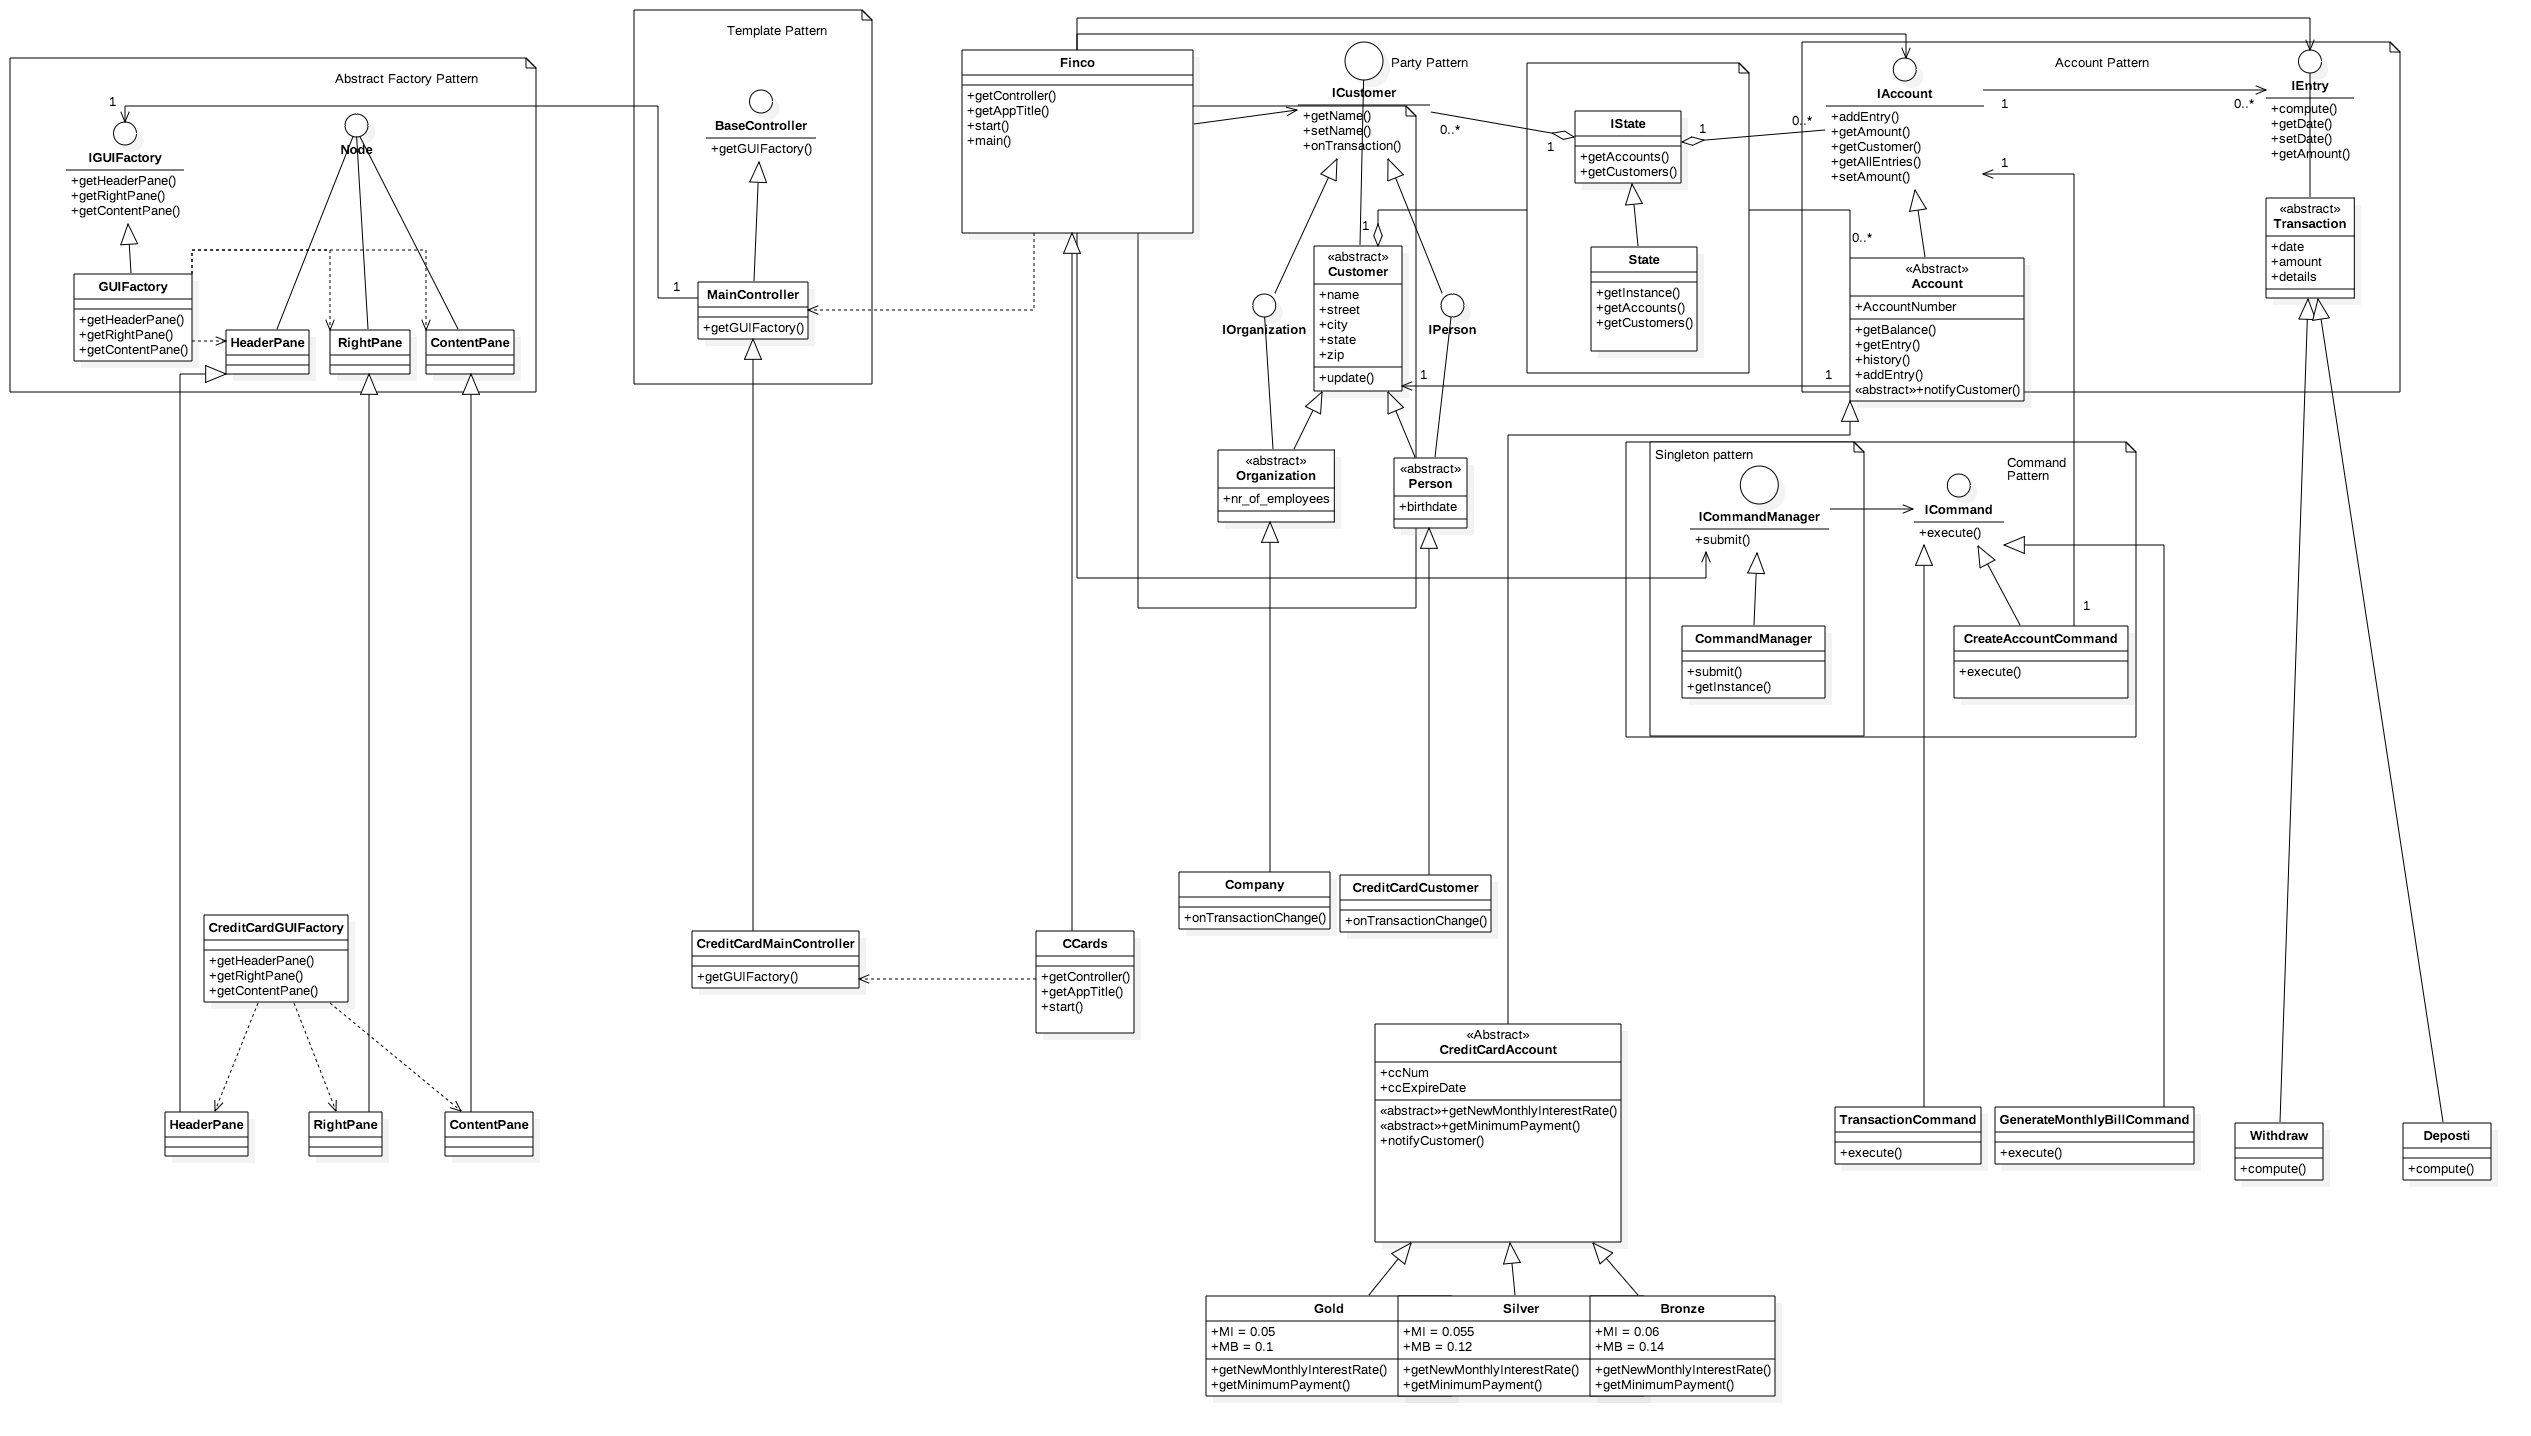 Abstract Factory Pattern
1
IGUIFactory
+getHeaderPane()
+getRightPane()
+getContentPane()
Node
GUIFactory
+getHeaderPane()
+getRightPane()
+getContentPane()
HeaderPane
RightPane
ContentPane
Template Pattern
BaseController
+getGUIFactory()
1
MainController
+getGUIFactory()
Finco
+getController()
+getAppTitle()
+start()
+main()
Party Pattern
ICustomer
+getName()
+setName()
+onTransaction()
0..*
1
1
IOrganization
IPerson
«abstract»
Customer
+name
+street
+city
+state
+zip
+update()
1
«abstract»
Organization
+nr_of_employees
«abstract»
Person
+birthdate
IState
+getAccounts()
+getCustomers()
1
0..*
State
+getInstance()
+getAccounts()
+getCustomers()
Account Pattern
IAccount
+addEntry()
+getAmount()
+getCustomer()
+getAllEntries()
+setAmount()
1
0..*
1
IEntry
+compute()
+getDate()
+setDate()
+getAmount()
«abstract»
Transaction
+date
+amount
+details
0..*
«Abstract»
Account
+AccountNumber
+getBalance()
+getEntry()
+history()
+addEntry()
«abstract»+notifyCustomer()
1
Singleton pattern
ICommandManager
+submit()
CommandManager
+submit()
+getInstance()
Command
Pattern
ICommand
+execute()
1
CreateAccountCommand
+execute()
CreditCardGUIFactory
+getHeaderPane()
+getRightPane()
+getContentPane()
HeaderPane
RightPane
ContentPane
CreditCardMainController
+getGUIFactory()
CCards
+getController()
+getAppTitle()
+start()
Company
+onTransactionChange()
CreditCardCustomer
+onTransactionChange()
«Abstract»
CreditCardAccount
+ccNum
+ccExpireDate
«abstract»+getNewMonthlyInterestRate()
«abstract»+getMinimumPayment()
+notifyCustomer()
TransactionCommand
+execute()
GenerateMonthlyBillCommand
+execute()
Withdraw
+compute()
Deposti
+compute()
Gold
+MI = 0.05
+MB = 0.1
+getNewMonthlyInterestRate()
+getMinimumPayment()
Silver
+MI = 0.055
+MB = 0.12
+getNewMonthlyInterestRate()
+getMinimumPayment()
Bronze
+MI = 0.06
+MB = 0.14
+getNewMonthlyInterestRate()
+getMinimumPayment()